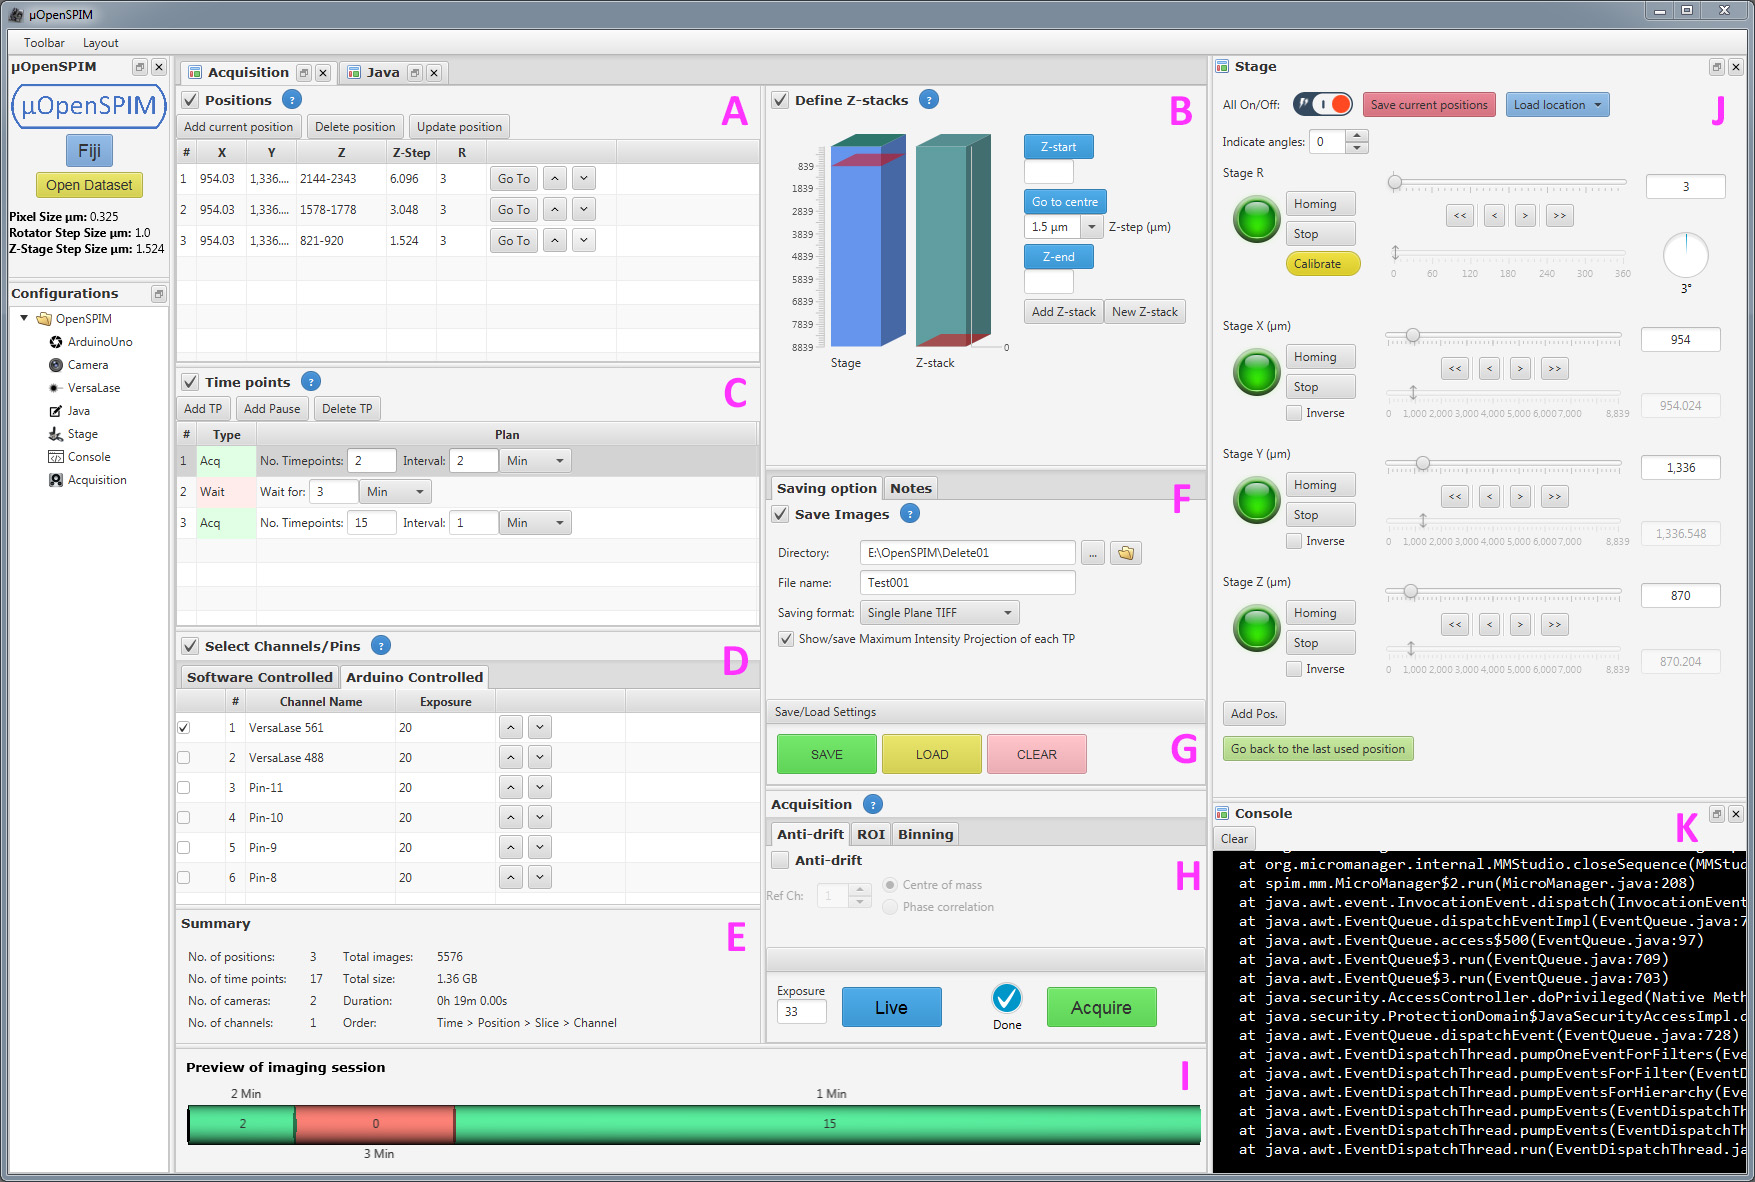 µOpenSPIM
Toolbar Layout
µOpenSPIM
µOpenSPIM
Fiji
Open Dataset
Pixel Size µm: 0.325
Rotator Step Size µm: 1.0
Z-Stage Step Size µm: 1.524
Configurations
OpenSPIM
ArduinoUno
Camera
VersaLase
Java
Stage
Console
Acquisition
Acquisition Java
Positions ? A
Add current position Delete position Update position
# X Y Z Z-Step R
1 954.03 1,336.... 2144-2343 6.096 3 Go To
2 954.03 1,336.... 1578-1778 3.048 3 Go To
3 954.03 1,336.... 821-920 1.524 3 Go To
Time points ? C
Add TP Add Pause Delete TP
# Type Plan
1 Acq No. Timepoints: 2 Interval: 2 Min
2 Wait Wait for: 3 Min
3 Acq No. Timepoints: 15 Interval: 1 Min
Select Channels/Pins ? D
Software Controlled Arduino Controlled
# Channel Name Exposure
1 VersaLase 561 20
2 VersaLase 488 20
3 Pin-11 20
4 Pin-10 20
5 Pin-9 20
6 Pin-8 20
Summary E
No. of positions: 3 Total images: 5576
No. of time points: 17 Total size: 1.36 GB
No. of cameras: 2 Duration: 0h 19m 0.00s
No. of channels: 1 Order: Time > Position > Slice > Channel
Define Z-stacks ? B
839
1839
2839
3839
4839
5839
6839
7839
8839
0
Stage Z-stack
Z-start
Go to centre
1.5 µm Z-step (µm)
Z-end
Add Z-stack New Z-stack
Saving option Notes F
Save Images ?
Directory: E:\OpenSPIM\Delete01 ...
File name: Test001
Saving format: Single Plane TIFF
Show/save Maximum Intensity Projection of each TP
Save/Load Settings
SAVE LOAD CLEAR G
Acquisition ?
Anti-drift ROI Binning
Anti-drift H
Ref Ch: 1 Centre of mass
Phase correlation
Exposure
33 Live Done Acquire
Preview of imaging session I
2 Min 1 Min
2 0 15
3 Min
Stage
All On/Off: I Save current positions Load location J
Indicate angles: 0
Stage R
3
Homing << < > >>
Stop
Calibrate
0 60 120 180 240 300 360
3°
Stage X (µm)
954
Homing << < > >>
Stop
Inverse 0 1,000 2,000 3,000 4,000 5,000 6,000 7,000 8,839 954.024
Stage Y (µm)
1,336
Homing << < > >>
Stop
Inverse 0 1,000 2,000 3,000 4,000 5,000 6,000 7,000 8,839 1,336.548
Stage Z (µm)
870
Homing << < > >>
Stop
Inverse 0 1,000 2,000 3,000 4,000 5,000 6,000 7,000 8,839 870.204
Add Pos.
Go back to the last used position
Console K
Clear
at org.micromanager.internal.MMStudio.closeSequence(MMStud
at spim.mm.MicroManager$2.run(MicroManager.java:208)
at java.awt.event.InvocationEvent.dispatch(InvocationEvent
at java.awt.EventQueue.dispatchEventImpl(EventQueue.java:7
at java.awt.EventQueue.access$500(EventQueue.java:97)
at java.awt.EventQueue$3.run(EventQueue.java:709)
at java.awt.EventQueue$3.run(EventQueue.java:703)
at java.security.AccessController.doPrivileged(Native Meth
at java.security.ProtectionDomain$JavaSecurityAccessImpl.d
at java.awt.EventQueue.dispatchEvent(EventQueue.java:728)
at java.awt.EventDispatchThread.pumpOneEventForFilters(Eve
at java.awt.EventDispatchThread.pumpEventsForFilter(EventD
at java.awt.EventDispatchThread.pumpEventsForHierarchy(Eve
at java.awt.EventDispatchThread.pumpEvents(EventDispatchTh
at java.awt.EventDispatchThread.pumpEvents(EventDispatchTh
at java.awt.EventDispatchThread.run(EventDispatchThread.ja